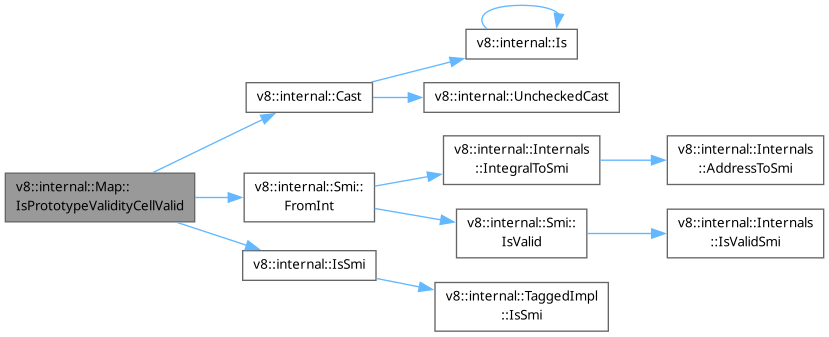 v8::internal::Is
v8::internal::Cast
v8::internal::UncheckedCast
v8::internal::Internals
::IntegralToSmi
v8::internal::Internals
::AddressToSmi
v8::internal::Map::
IsPrototypeValidityCellValid
v8::internal::Smi::
FromInt
v8::internal::Smi::
IsValid
v8::internal::Internals
::IsValidSmi
v8::internal::IsSmi
v8::internal::TaggedImpl
::IsSmi